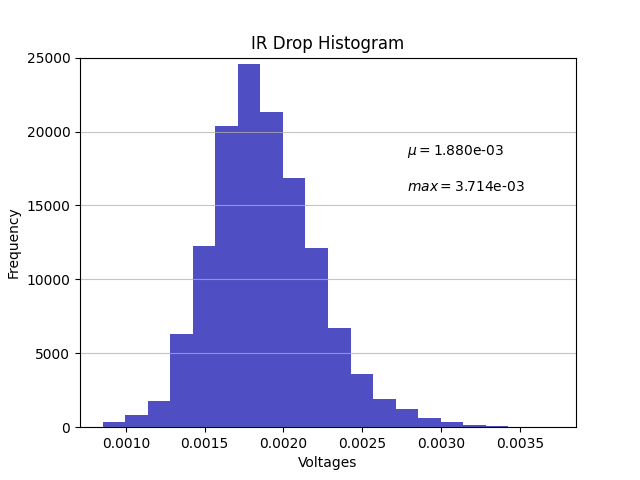 IR Drop Histogram
25000
20000
15000
10000
5000
0
Frequency
μ = 1.880e-03
max = 3.714e-03
0.0010 0.0015 0.0020 0.0025 0.0030 0.0035
Voltages